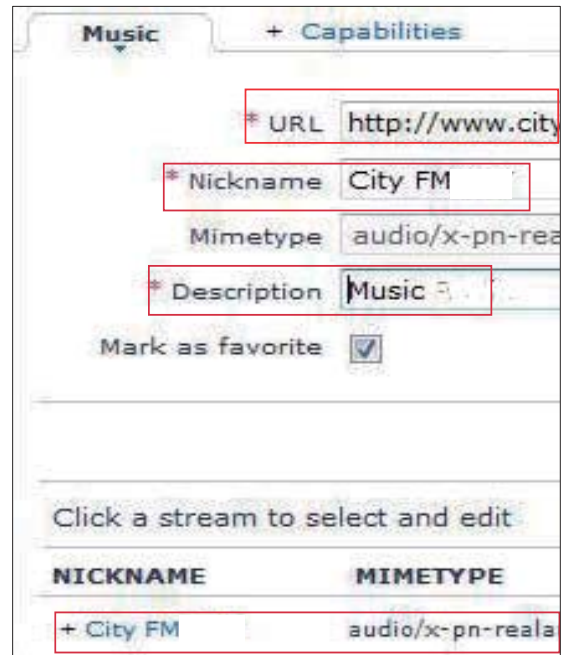 Music + Capabilities
* URL http://www.city
* Nickname City FM
Mimetype audio/x-pn-rea
* Description Music
Mark as favorite
Click a stream to select and edit
NICKNAME MIMETYPE
+ City FM audio/x-pn-reala